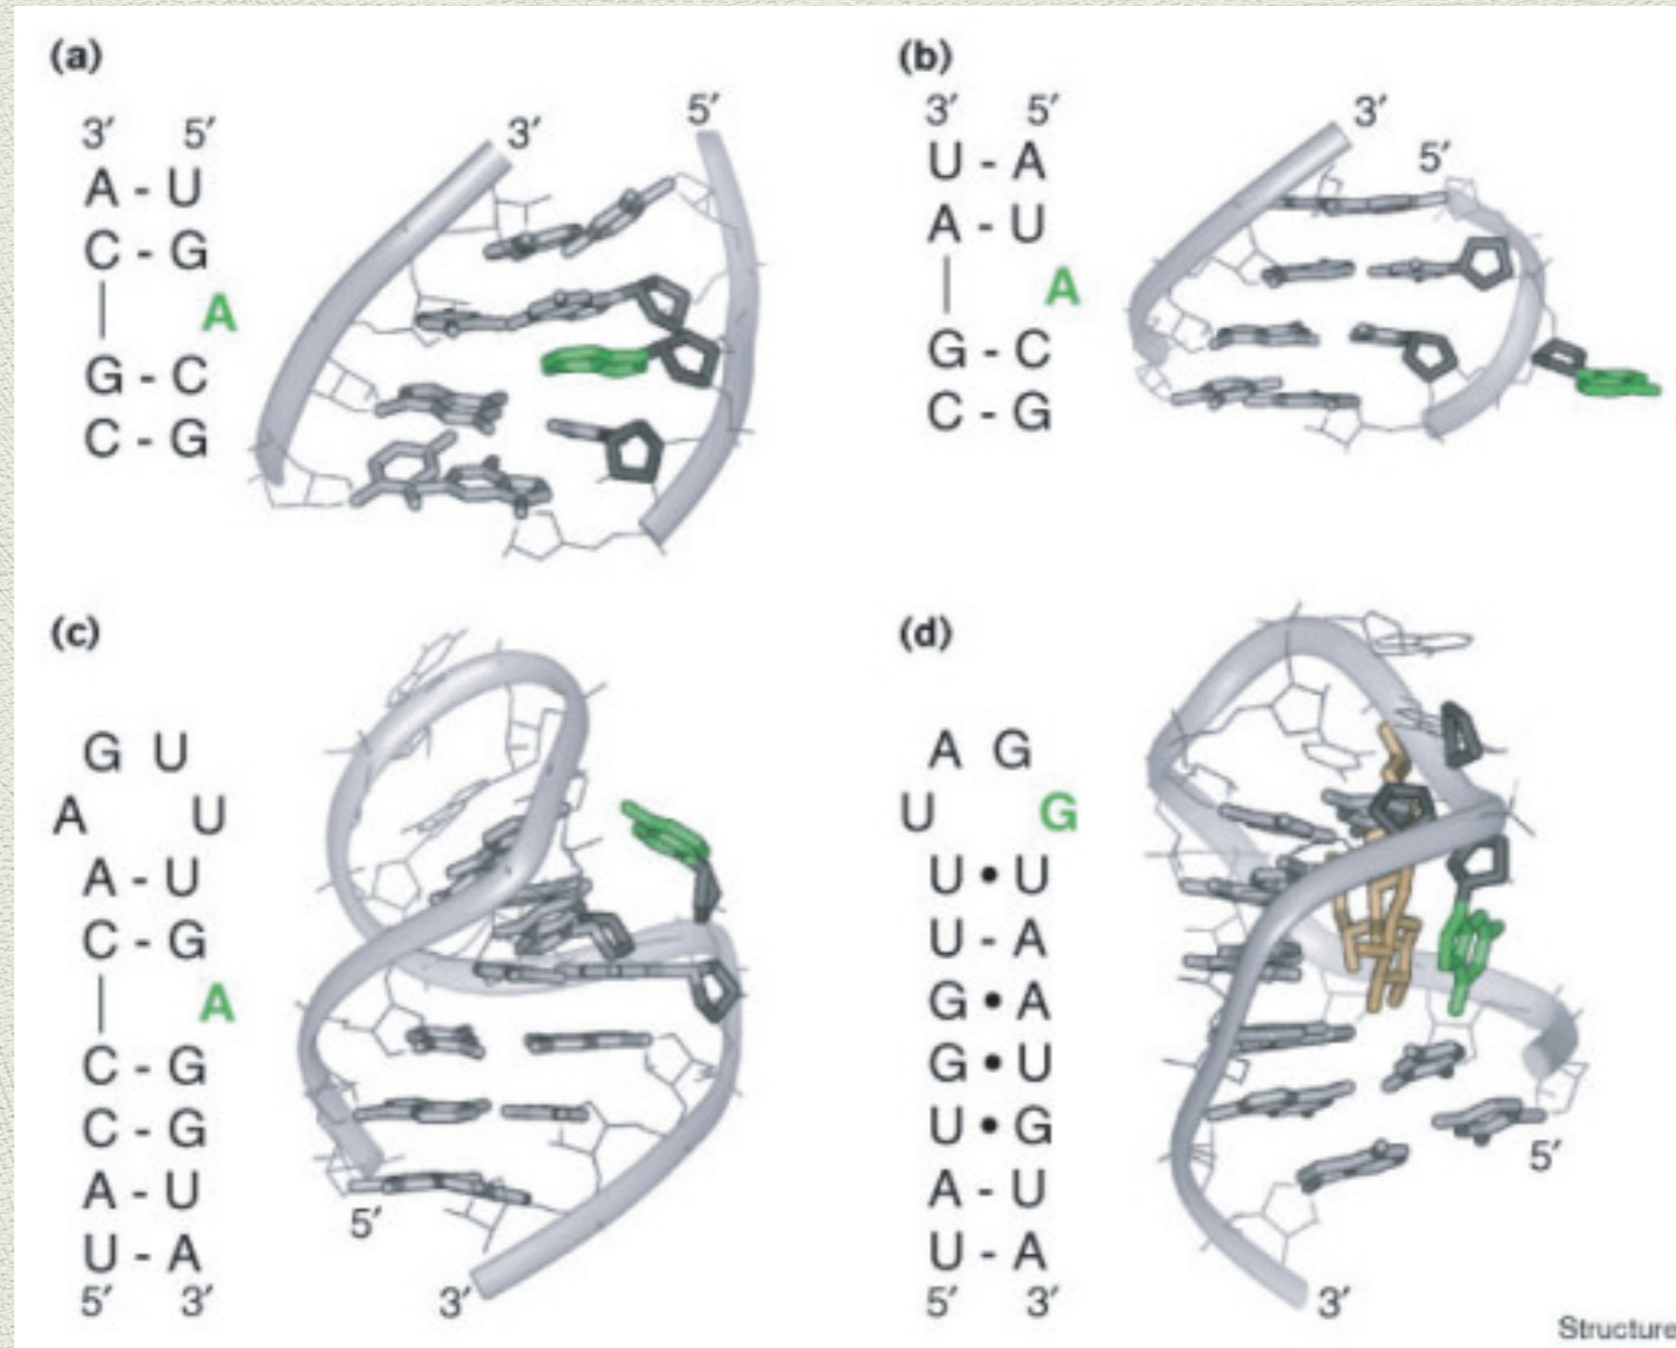 (a)
3′ 5′
A - U
C - G
A
G - C
C - G
3′
5′
(b)
3′ 5′
U - A
A - U
A
G - C
C - G
3′
5′
(c)
G U
A U
A - U
C - G
A
C - G
C - G
A - U
U - A
5′ 3′
5′
3′
(d)
A G
U G
U • U
U - A
G • A
G • U
U • G
A - U
U - A
5′ 3′
5′
3′
Structure